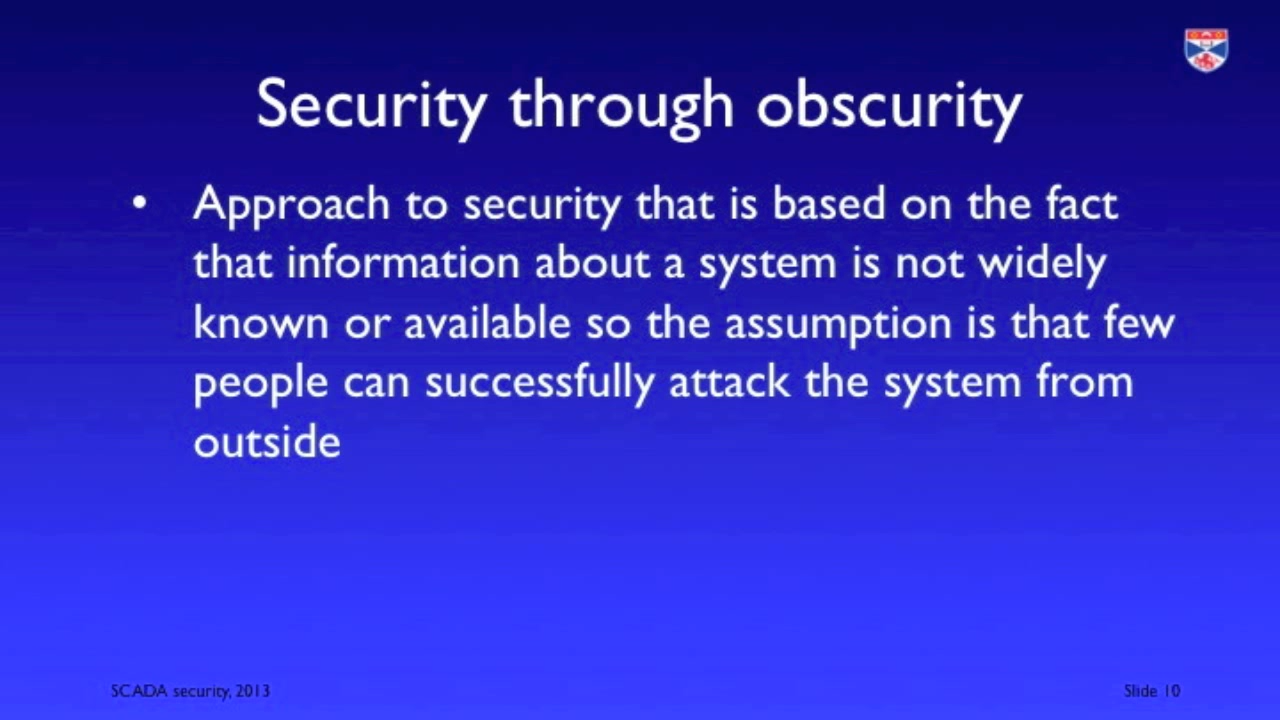 Security through obscurity
• Approach to security that is based on the fact
that information about a system is not widely
known or available so the assumption is that few
people can successfully attack the system from
outside
SCADA security, 2013
Slide 10